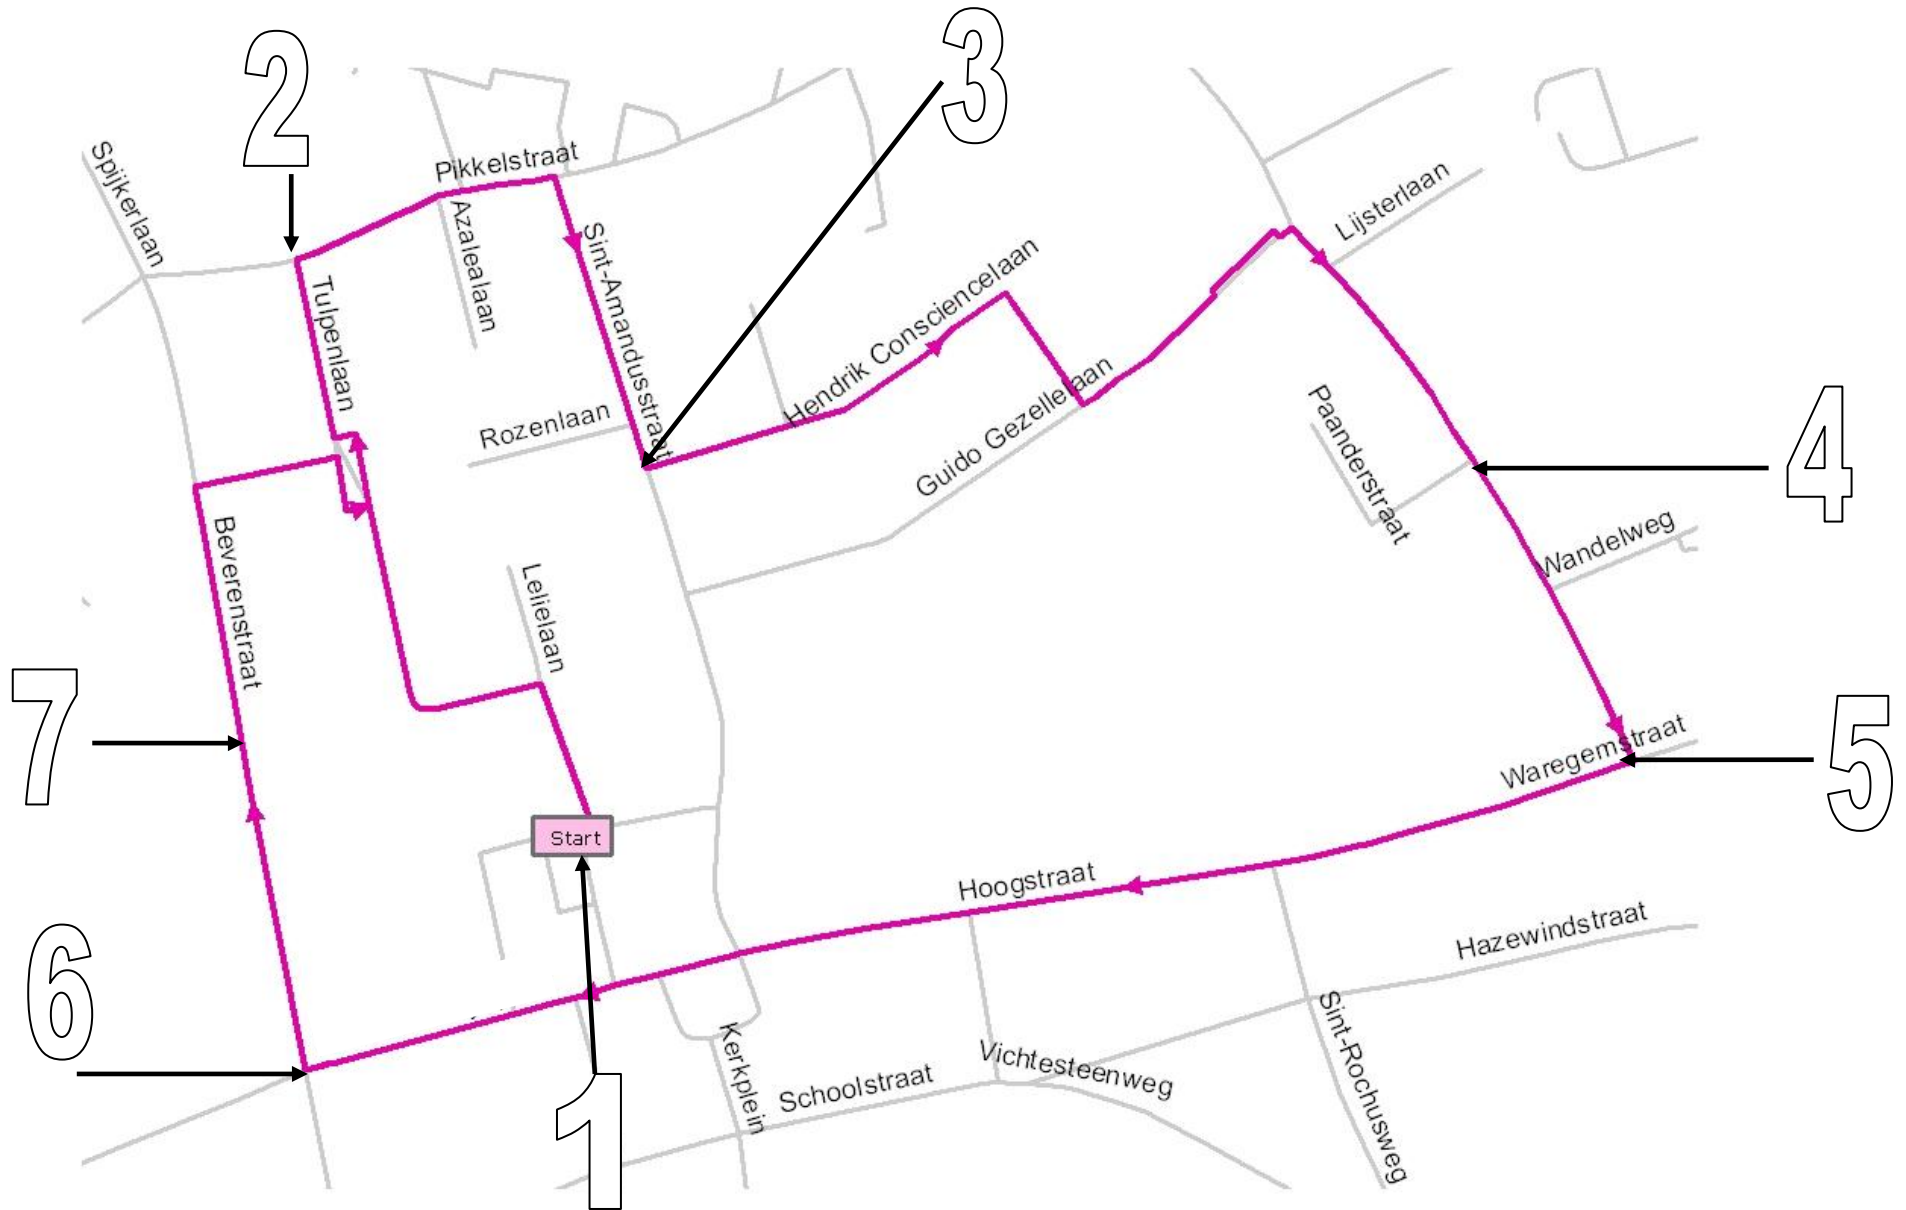 2
3
Spijkerlaan
Pikkelstraat
Azalealaan
Sint-Amandusstraat
Lijsterlaan
Tulpenlaan
Hendrik Consciencelaan
Rozenlaan
Guido Gezellelaan
Paanderstraat
4
Wandelweg
Beverenstraat
Lelielaan
7
Waregemstraat
5
Start
Hoogstraat
Hazewindstraat
6
Sint-Rochusweg
Kerkplein
Vichtesteenweg
Schoolstraat
1